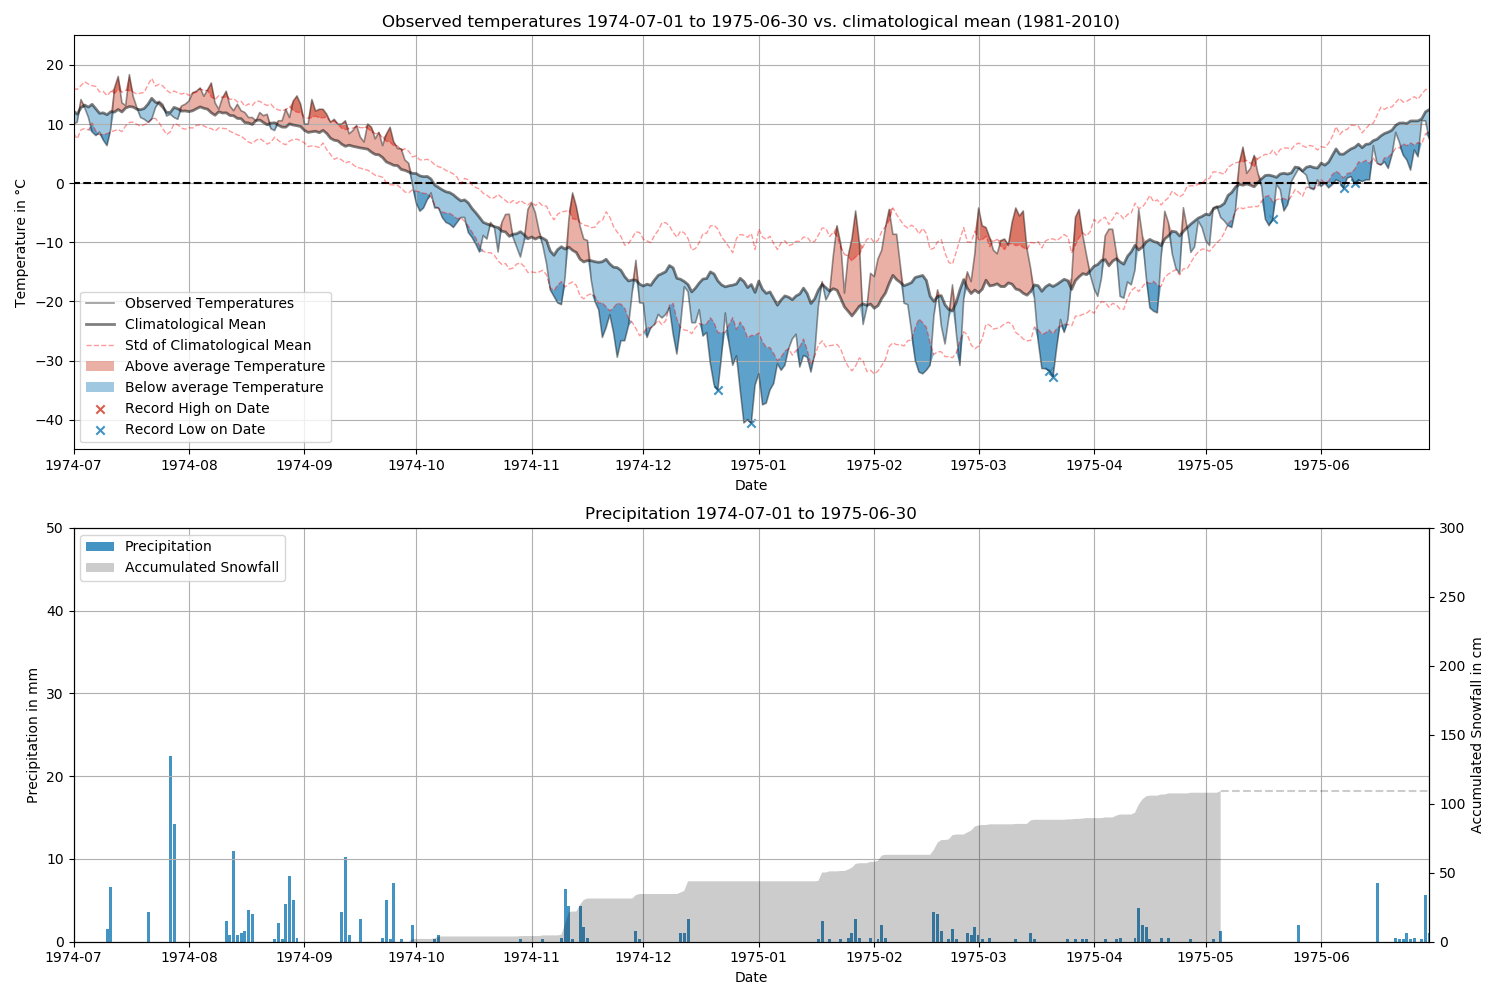 Observed temperatures 1974-07-01 to 1975-06-30 vs. climatological mean (1981-2010)
Temperature in °C
20
10
0
−10
−20
−30
−40
Observed Temperatures
Climatological Mean
Std of Climatological Mean
Above average Temperature
Below average Temperature
Record High on Date
Record Low on Date
1974-07 1974-08 1974-09 1974-10 1974-11 1974-12 1975-01 1975-02 1975-03 1975-04 1975-05 1975-06
Date
Precipitation 1974-07-01 to 1975-06-30
Precipitation in mm
50
40
30
20
10
0
Precipitation
Accumulated Snowfall
300
250
200
150
100
50
0
Accumulated Snowfall in cm
1974-07 1974-08 1974-09 1974-10 1974-11 1974-12 1975-01 1975-02 1975-03 1975-04 1975-05 1975-06
Date